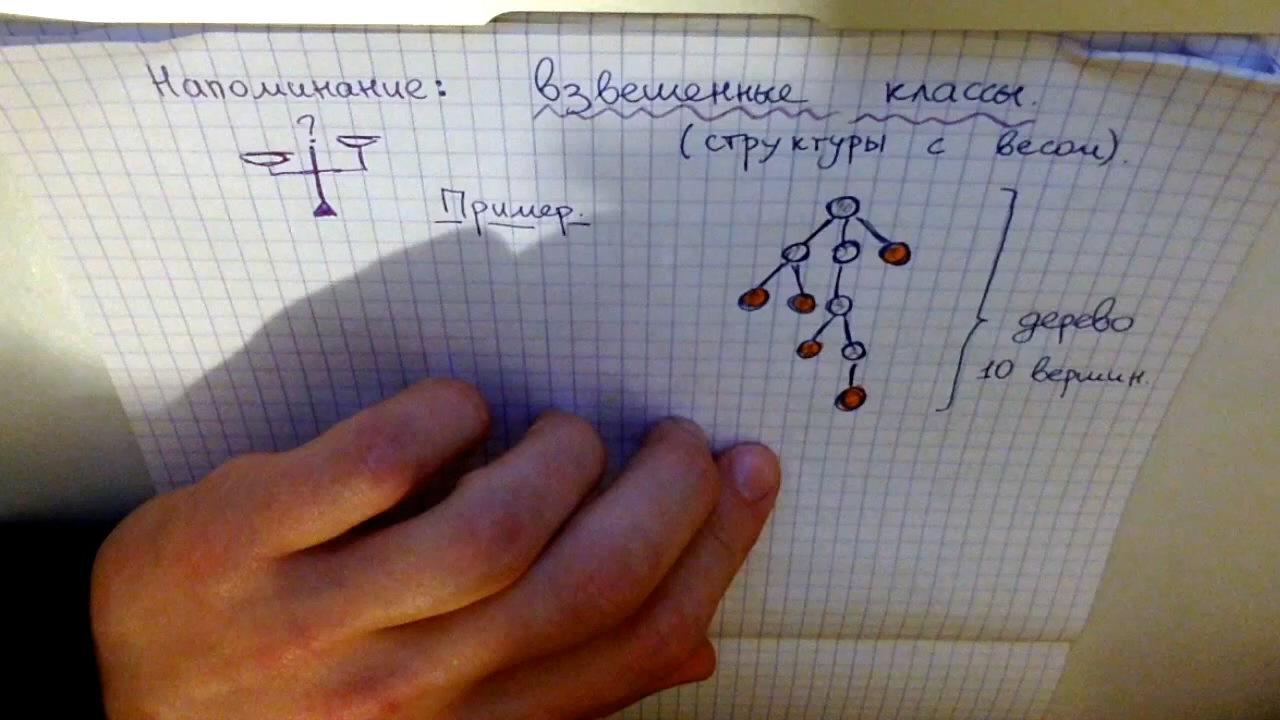 Напоминание: взвешенные классы.
(структуры с весом).
?
Пример.
дерево
10 вершин.